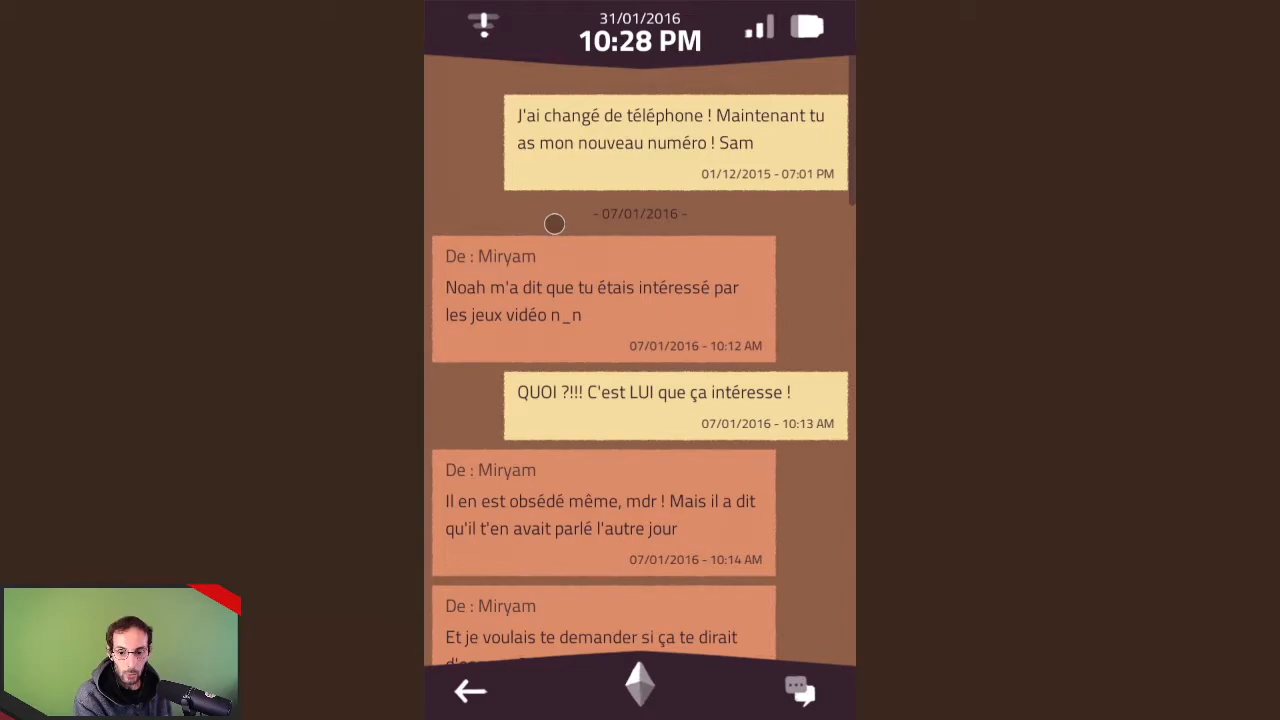 31/01/2016
10:28 PM
J'ai changé de téléphone ! Maintenant tu
as mon nouveau numéro ! Sam
01/12/2015 - 07:01 PM
- 07/01/2016 -
De : Miryam
Noah m'a dit que tu étais intéressé par
les jeux vidéo n_n
07/01/2016 - 10:12 AM
QUOI ?!!! C'est LUI que ça intéresse !
07/01/2016 - 10:13 AM
De : Miryam
Il en est obsédé même, mdr ! Mais il a dit
qu'il t'en avait parlé l'autre jour
07/01/2016 - 10:14 AM
De : Miryam
Et je voulais te demander si ça te dirait